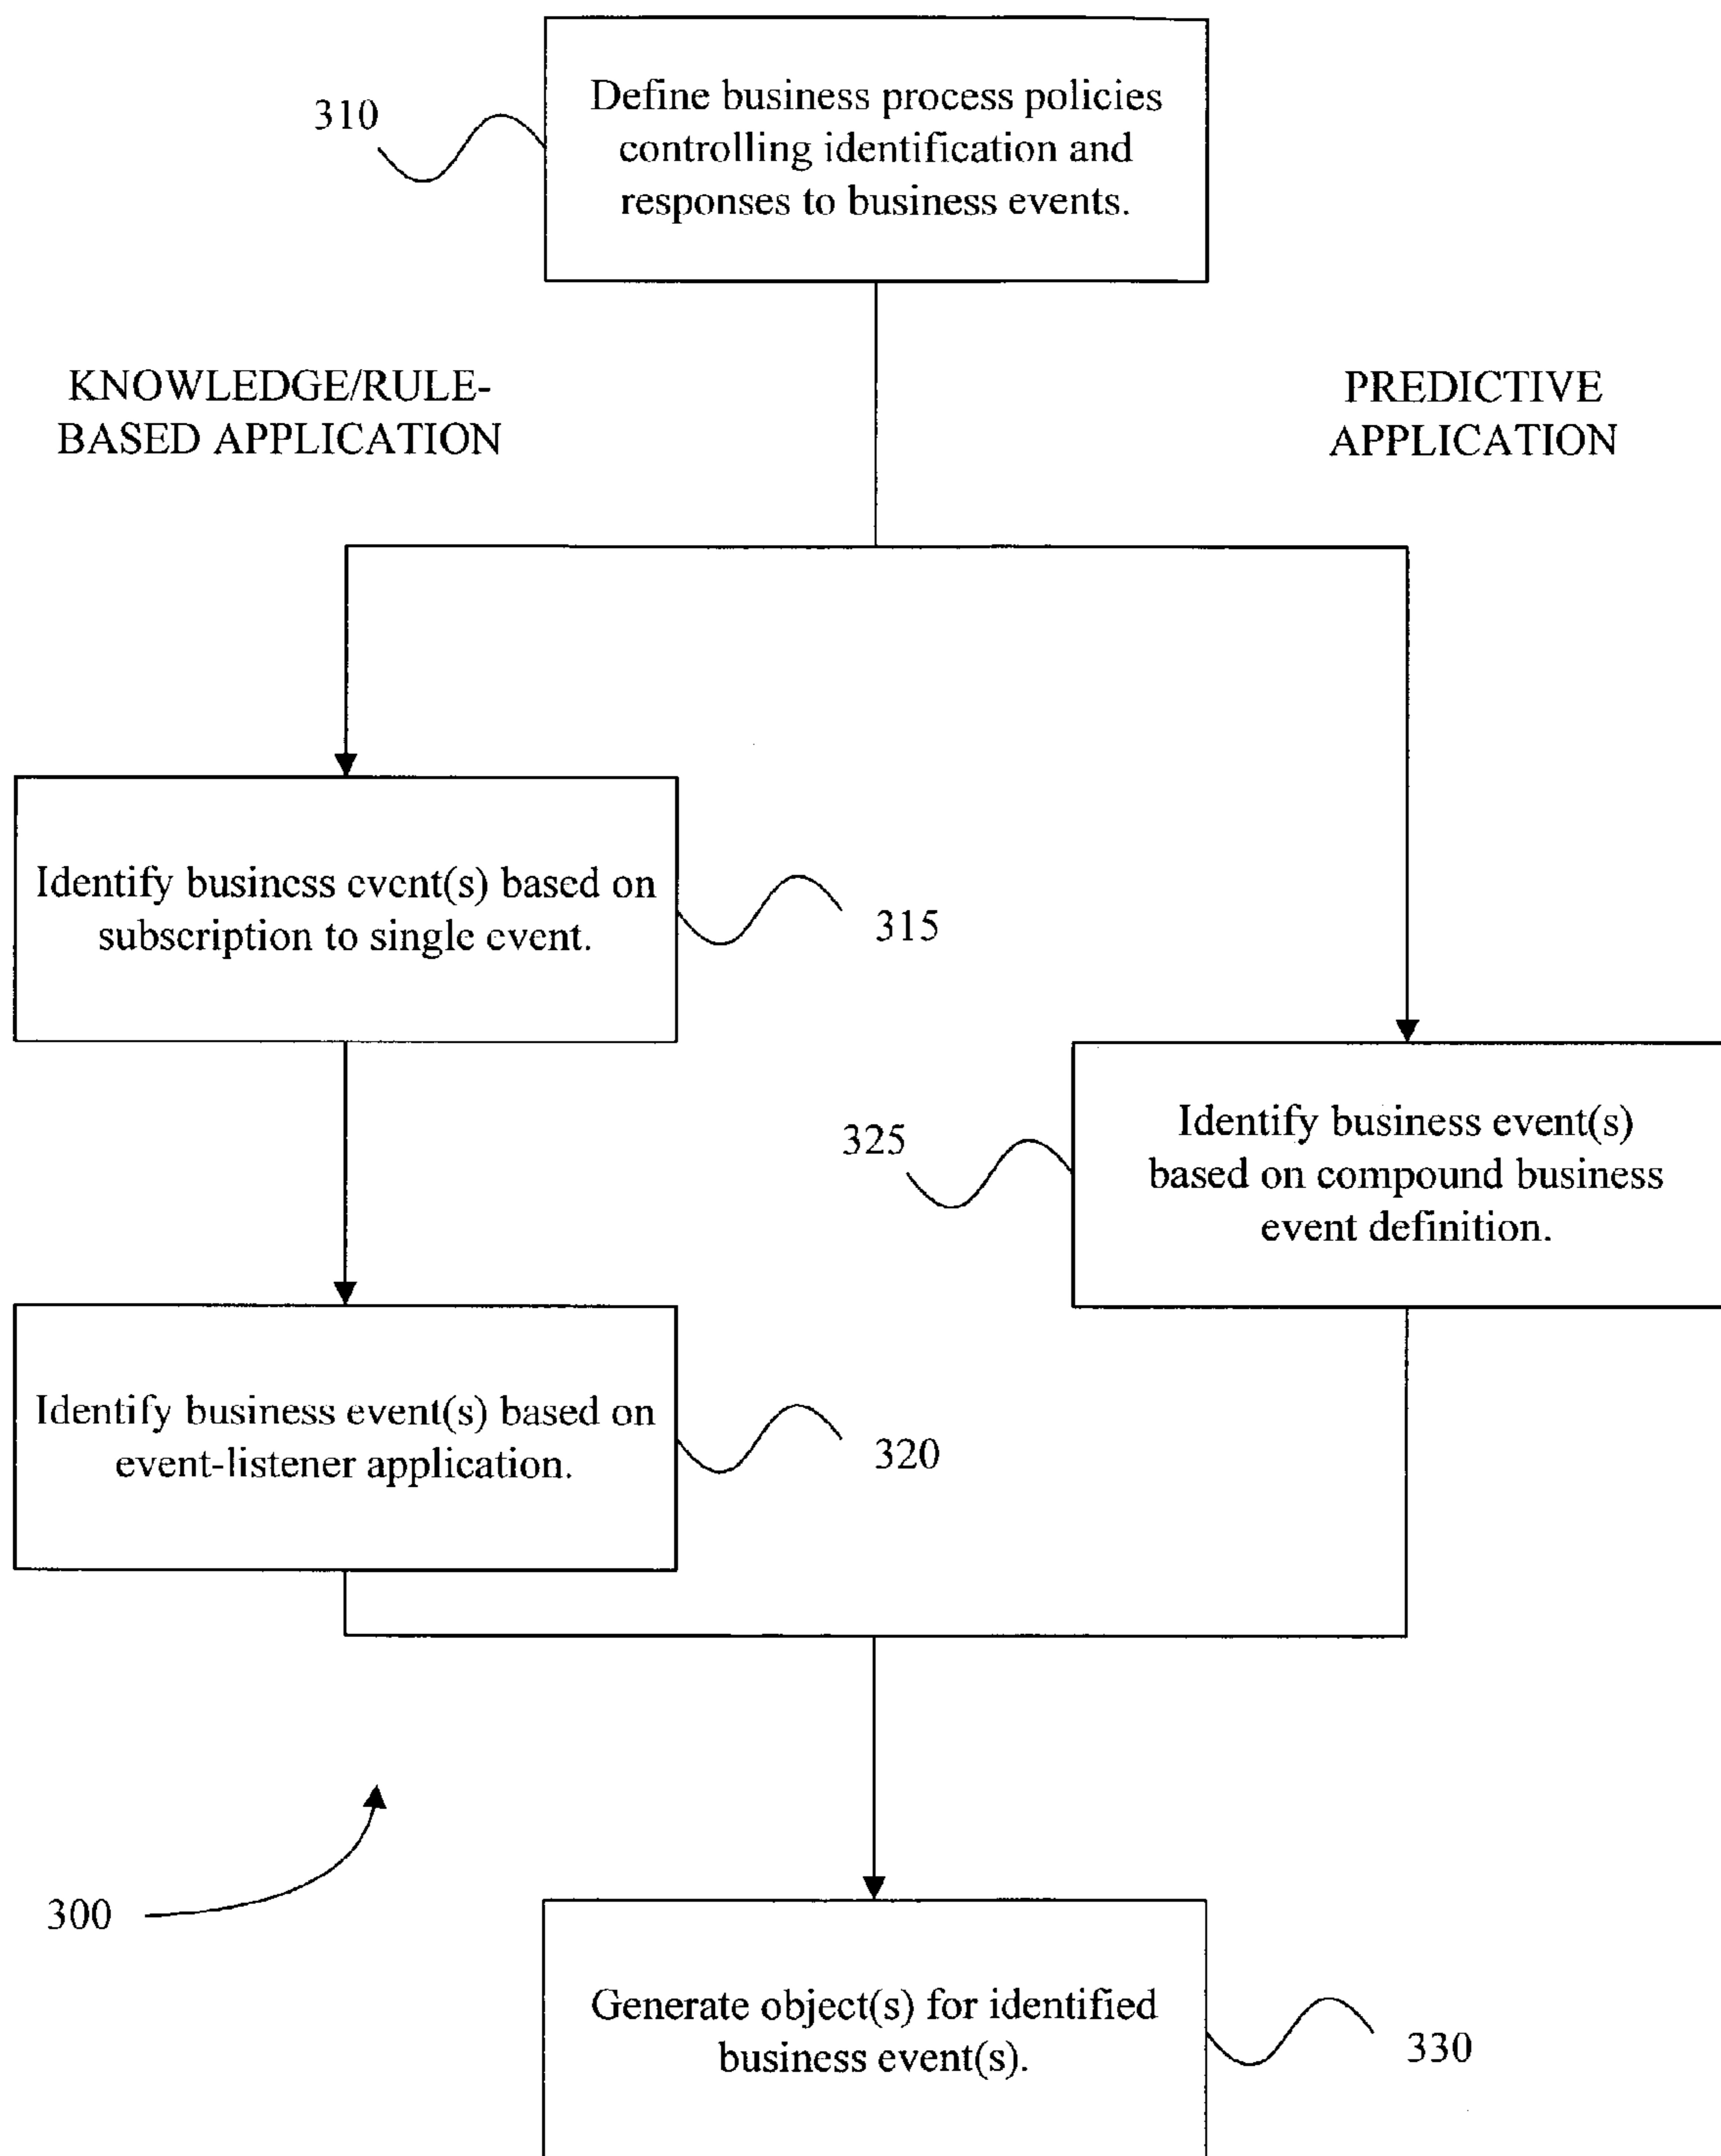 310
Define business process policies
controlling identification and
responses to business events.
KNOWLEDGE/RULE-
BASED APPLICATION
PREDICTIVE
APPLICATION
Identify business event(s) based on
subscription to single event.
315
325
Identify business event(s)
based on compound business
event definition.
Identify business event(s) based on
event-listener application.
320
300
Generate object(s) for identified
business event(s).
330